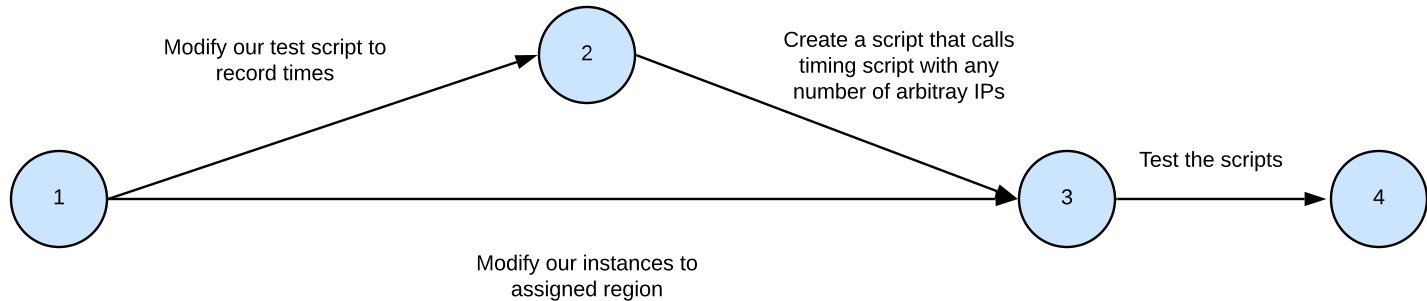 Modify our test script to
record times
2
Create a script that calls
timing script with any
number of arbitray IPs
1
3
Test the scripts
4
Modify our instances to
assigned region